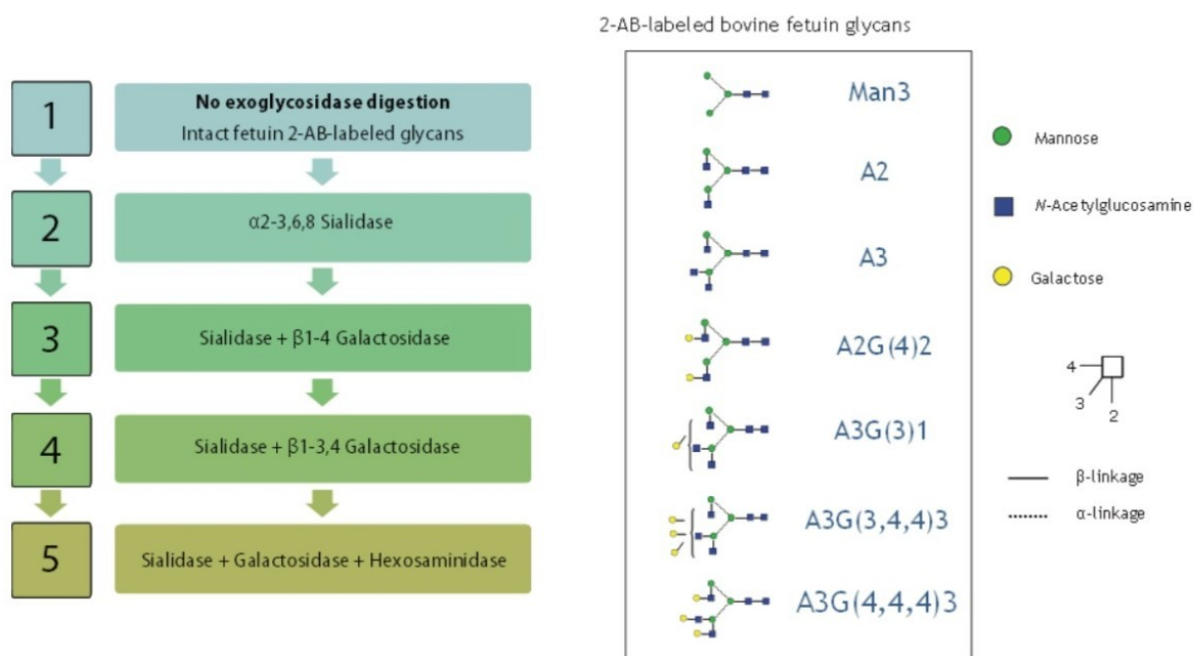 2-AB-labeled bovine fetuin glycans
1
No exoglycosidase digestion
Intact fetuin 2-AB-labeled glycans
2
α2-3,6,8 Sialidase
3
Sialidase + β1-4 Galactosidase
4
Sialidase + β1-3,4 Galactosidase
5
Sialidase + Galactosidase + Hexosaminidase
Man3
A2
A3
A2G(4)2
A3G(3)1
A3G(3,4,4)3
A3G(4,4,4)3
Mannose
N-Acetylglucosamine
Galactose
4
3
2
β-linkage
α-linkage